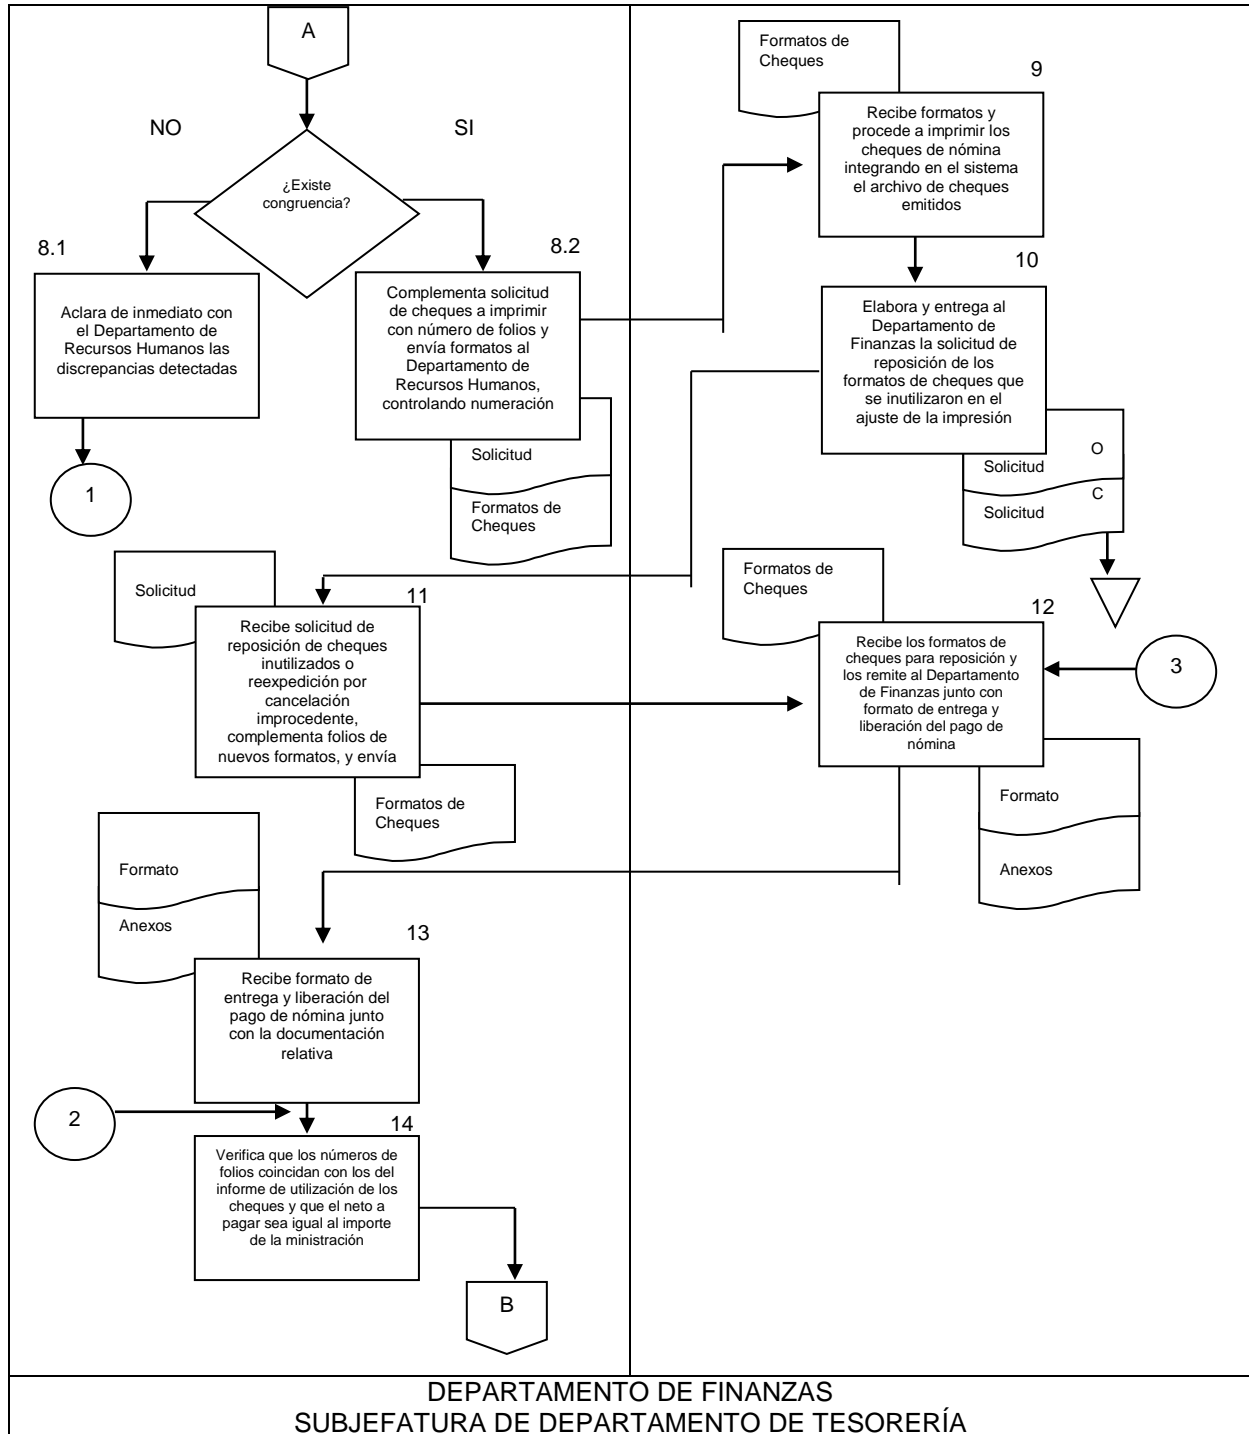 A
NO
SI
¿Existe
congruencia?
8.1
Aclara de inmediato con
el Departamento de
Recursos Humanos las
discrepancias detectadas
1
8.2
Complementa solicitud
de cheques a imprimir
con número de folios y
envía formatos al
Departamento de
Recursos Humanos,
controlando numeración
Solicitud
Formatos de
Cheques
Formatos de
Cheques
9
Recibe formatos y
procede a imprimir los
cheques de nómina
integrando en el sistema
el archivo de cheques
emitidos
10
Elabora y entrega al
Departamento de
Finanzas la solicitud de
reposición de los
formatos de cheques que
se inutilizaron en el
ajuste de la impresión
O
Solicitud
C
Solicitud
Solicitud
11
Recibe solicitud de
reposición de cheques
inutilizados o
reexpedición por
cancelación
improcedente,
complementa folios de
nuevos formatos, y envía
Formatos de
Cheques
Formatos de
Cheques
12
Recibe los formatos de
cheques para reposición y
los remite al Departamento
de Finanzas junto con
formato de entrega y
liberación del pago de
nómina
3
Formato
Anexos
Formato
Anexos
13
Recibe formato de
entrega y liberación del
pago de nómina junto
con la documentación
relativa
2
14
Verifica que los números de
folios coincidan con los del
informe de utilización de los
cheques y que el neto a
pagar sea igual al importe
de la ministración
B
DEPARTAMENTO DE FINANZAS
SUBJEFATURA DE DEPARTAMENTO DE TESORERÍA